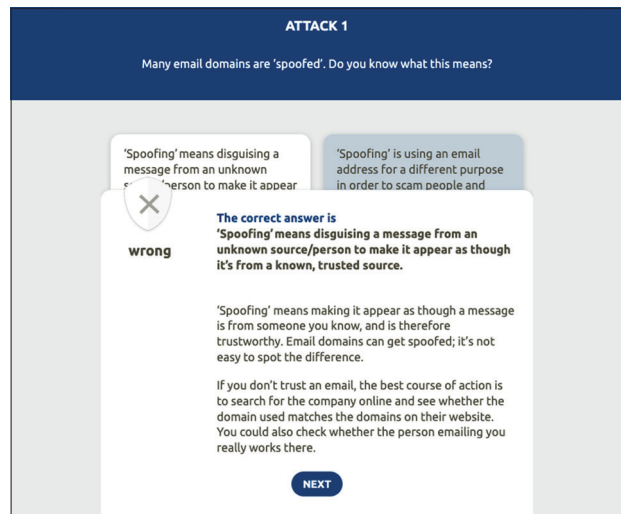 ATTACK 1
Many email domains are ‘spoofed’. Do you know what this means?
‘Spoofing’ means disguising a
message from an unknown
person to make it appear
‘Spoofing’ is using an email
address for a different purpose
in order to scam people and
wrong
The correct answer is
‘Spoofing’ means disguising a message from an
unknown source/person to make it appear as though
it’s from a known, trusted source.
‘Spoofing’ means making it appear as though a message
is from someone you know, and is therefore
trustworthy. Email domains can get spoofed; it’s not
easy to spot the difference.
If you don’t trust an email, the best course of action is
to search for the company online and see whether the
domain used matches the domains on their website.
You could also check whether the person emailing you
really works there.
NEXT